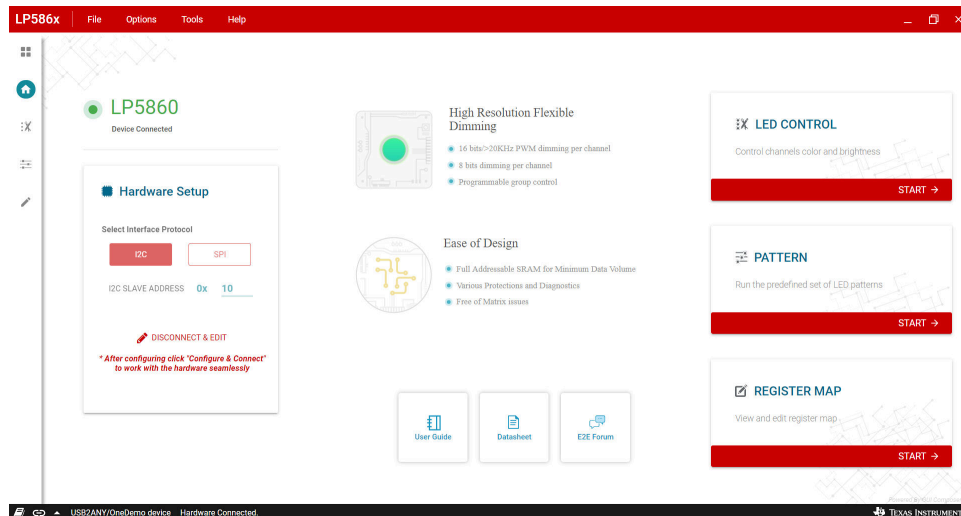 LP586x File Options Tools Help
LP5860
Device Connected
Hardware Setup
Select Interface Protocol
I2C SPI
I2C SLAVE ADDRESS 0x 10
DISCONNECT & EDIT
* After configuring click "Configure & Connect"
to work with the hardware seamlessly
High Resolution Flexible
Dimming
16 bits/>20KHz PWM dimming per channel
8 bits dimming per channel
Programmable group control
Ease of Design
Full Addressable SRAM for Minimum Data Volume
Various Protections and Diagnostics
Free of Matrix issues
User Guide
Datasheet
E2E Forum
LED CONTROL
Control channels color and brightness
START →
PATTERN
Run the predefined set of LED patterns
START →
REGISTER MAP
View and edit register map
START →
Powered By GUI Composer
USB2ANY/OneDemo device Hardware Connected.
TEXAS INSTRUMENT